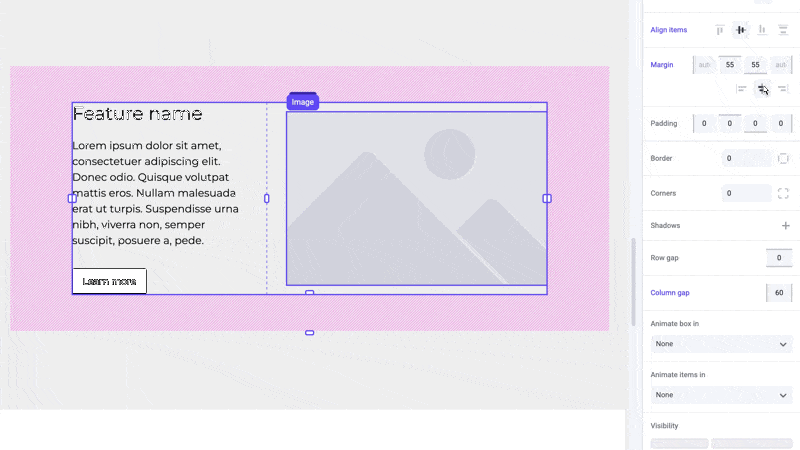 Image
Feature name
Lorem ipsum dolor sit amet,
consectetuer adipiscing elit.
Donec odio. Quisque volutpat
mattis eros. Nullam malesuada
erat ut turpis. Suspendisse urna
nibh, viverra non, semper
suscipit, posuere a, pede.
Learn more
Align items
Margin
55
55
Padding
0
0
0
0
Border
0
Corners
0
Shadows
Row gap
0
Column gap
60
Animate box in
None
Animate items in
None
Visibility